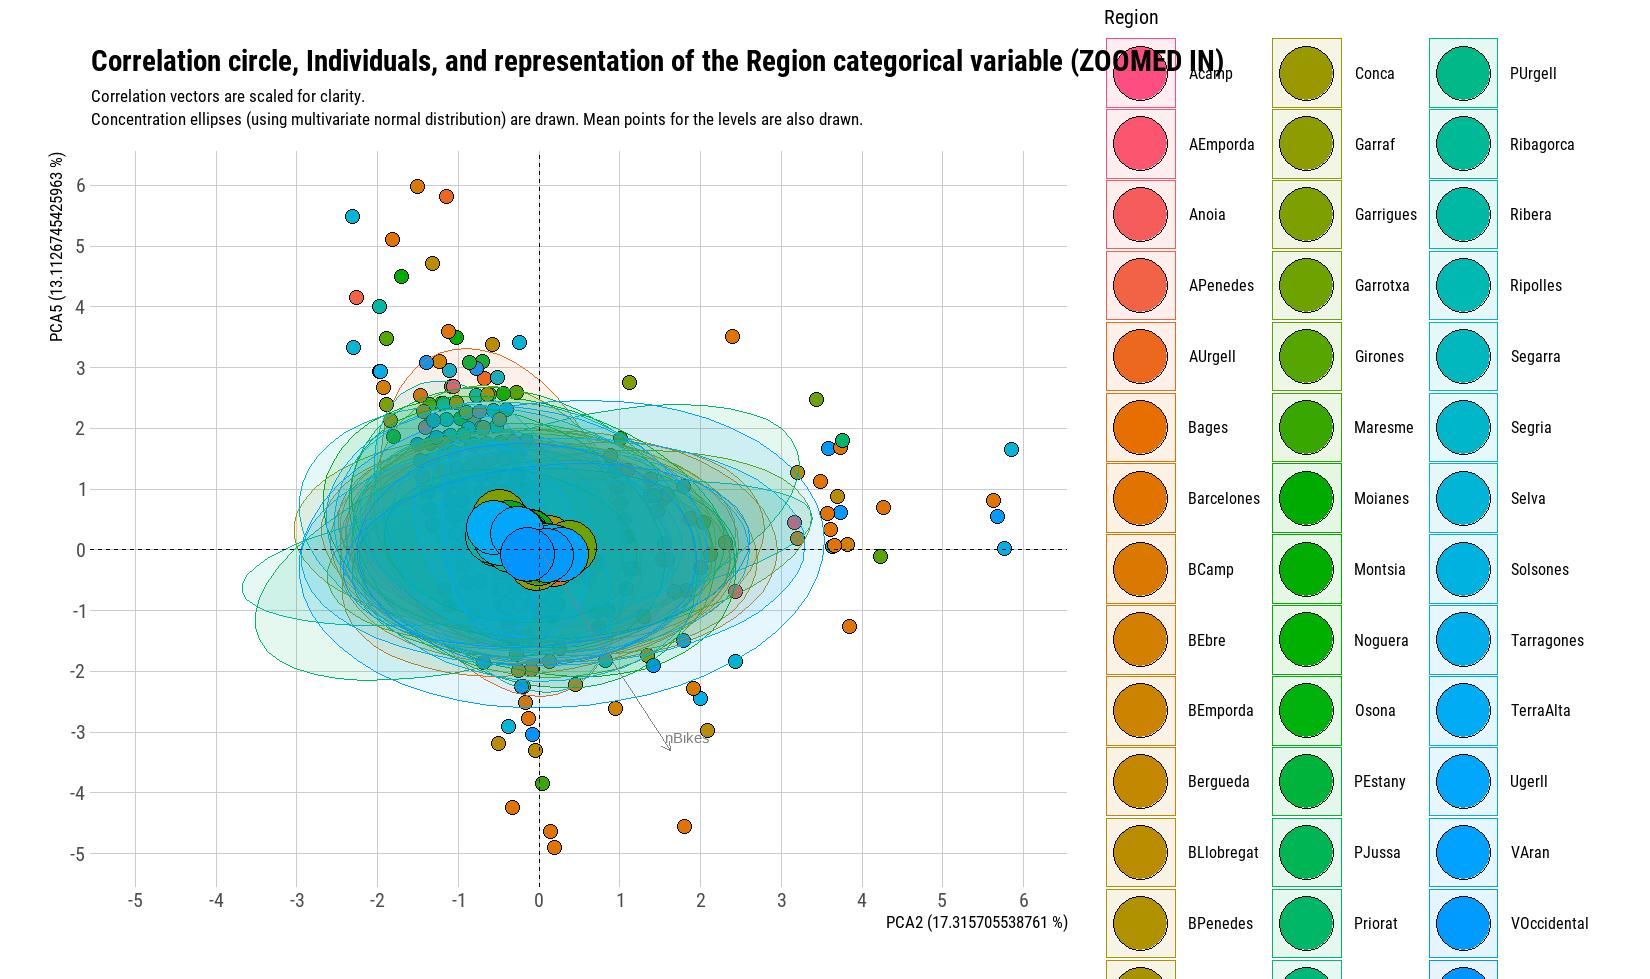 Region
Correlation circle, Individuals, and representation of the Region categorical variable (ZOOMED IN)
Correlation vectors are scaled for clarity.
Concentration ellipses (using multivariate normal distribution) are drawn. Mean points for the levels are also drawn.
PCA5 (13.1126745425963 %)
6
5
4
3
2
1
0
-1
-2
-3
-4
-5
nBikes
-5
-4
-3
-2
-1
0
1
2
3
4
5
6
PCA2 (17.315705538761 %)
Acamp
AEmporda
Anoia
APenedes
AUrgell
Bages
Barcelones
BCamp
BEbre
BEmporda
Bergueda
BLlobregat
BPenedes
Conca
Garraf
Garrigues
Garrotxa
Girones
Maresme
Moianes
Montsia
Noguera
Osona
PEstany
PJussa
Priorat
PUrgell
Ribagorca
Ribera
Ripolles
Segarra
Segria
Selva
Solsones
Tarragones
TerraAlta
Ugerll
VAran
VOccidental